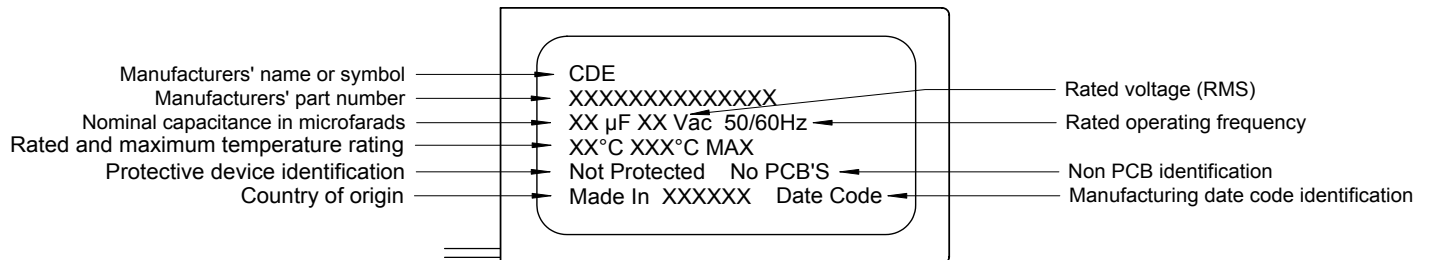 Manufacturers' name or symbol
Manufacturers' part number
Nominal capacitance in microfarads
Rated and maximum temperature rating
Protective device identification
Country of origin
CDE
XXXXXXXXXXXXXX
XX µF XX Vac 50/60Hz
XX°C XXX°C MAX
Not Protected No PCB'S
Made In XXXXXX Date Code
Rated voltage (RMS)
Rated operating frequency
Non PCB identification
Manufacturing date code identification